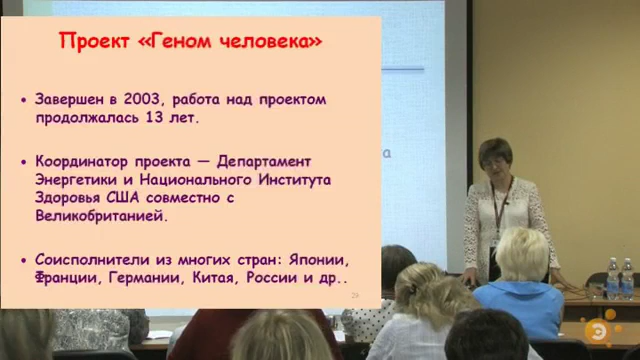 Проект «Геном человека»
• Завершен в 2003, работа над проектом
продолжалась 13 лет.
• Координатор проекта — Департамент
Энергетики и Национального Института
Здоровья США совместно с
Великобританией.
• Соисполнители из многих стран: Японии,
Франции, Германии, Китая, России и др..
29
а
Э